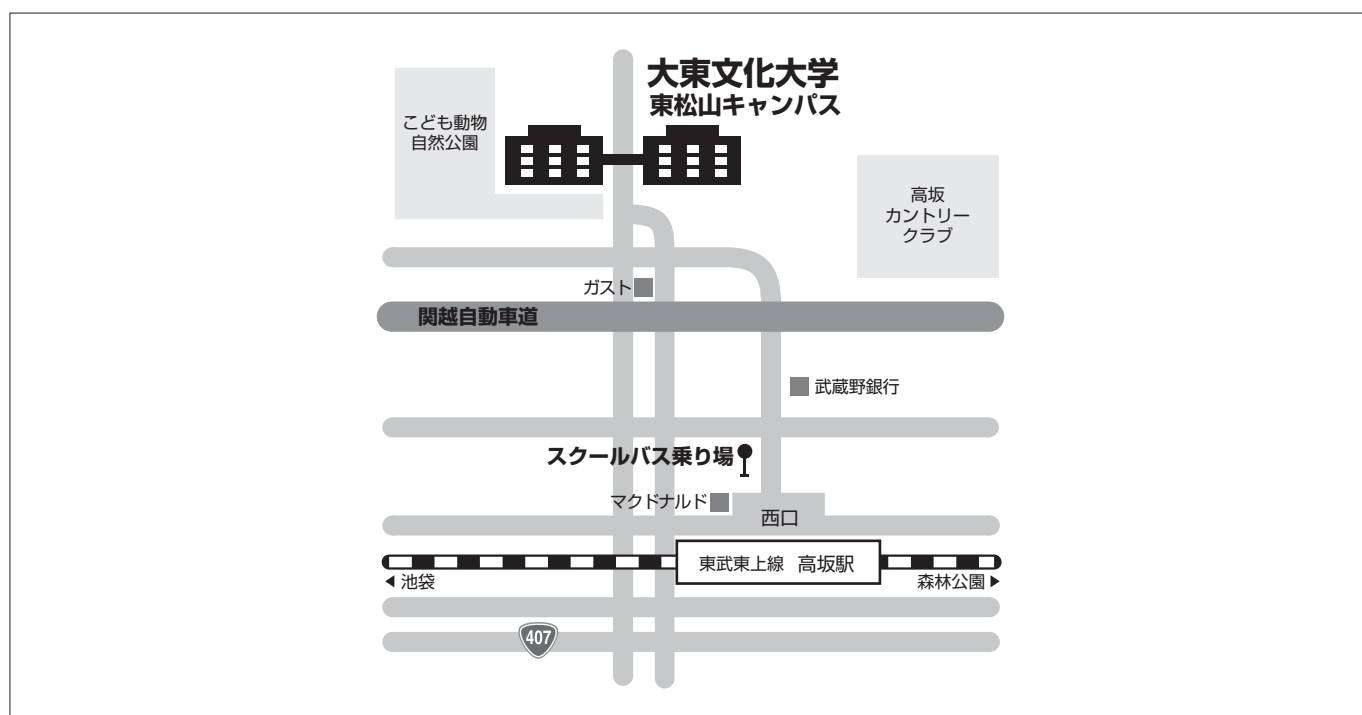 大東文化大学
東松山キャンパス
こども動物
自然公園
高坂
カントリー
クラブ
ガスト
関越自動車道
武蔵野銀行
スクールバス乗り場
マクドナルド
西口
東武東上線 高坂駅
池袋
森林公園
407